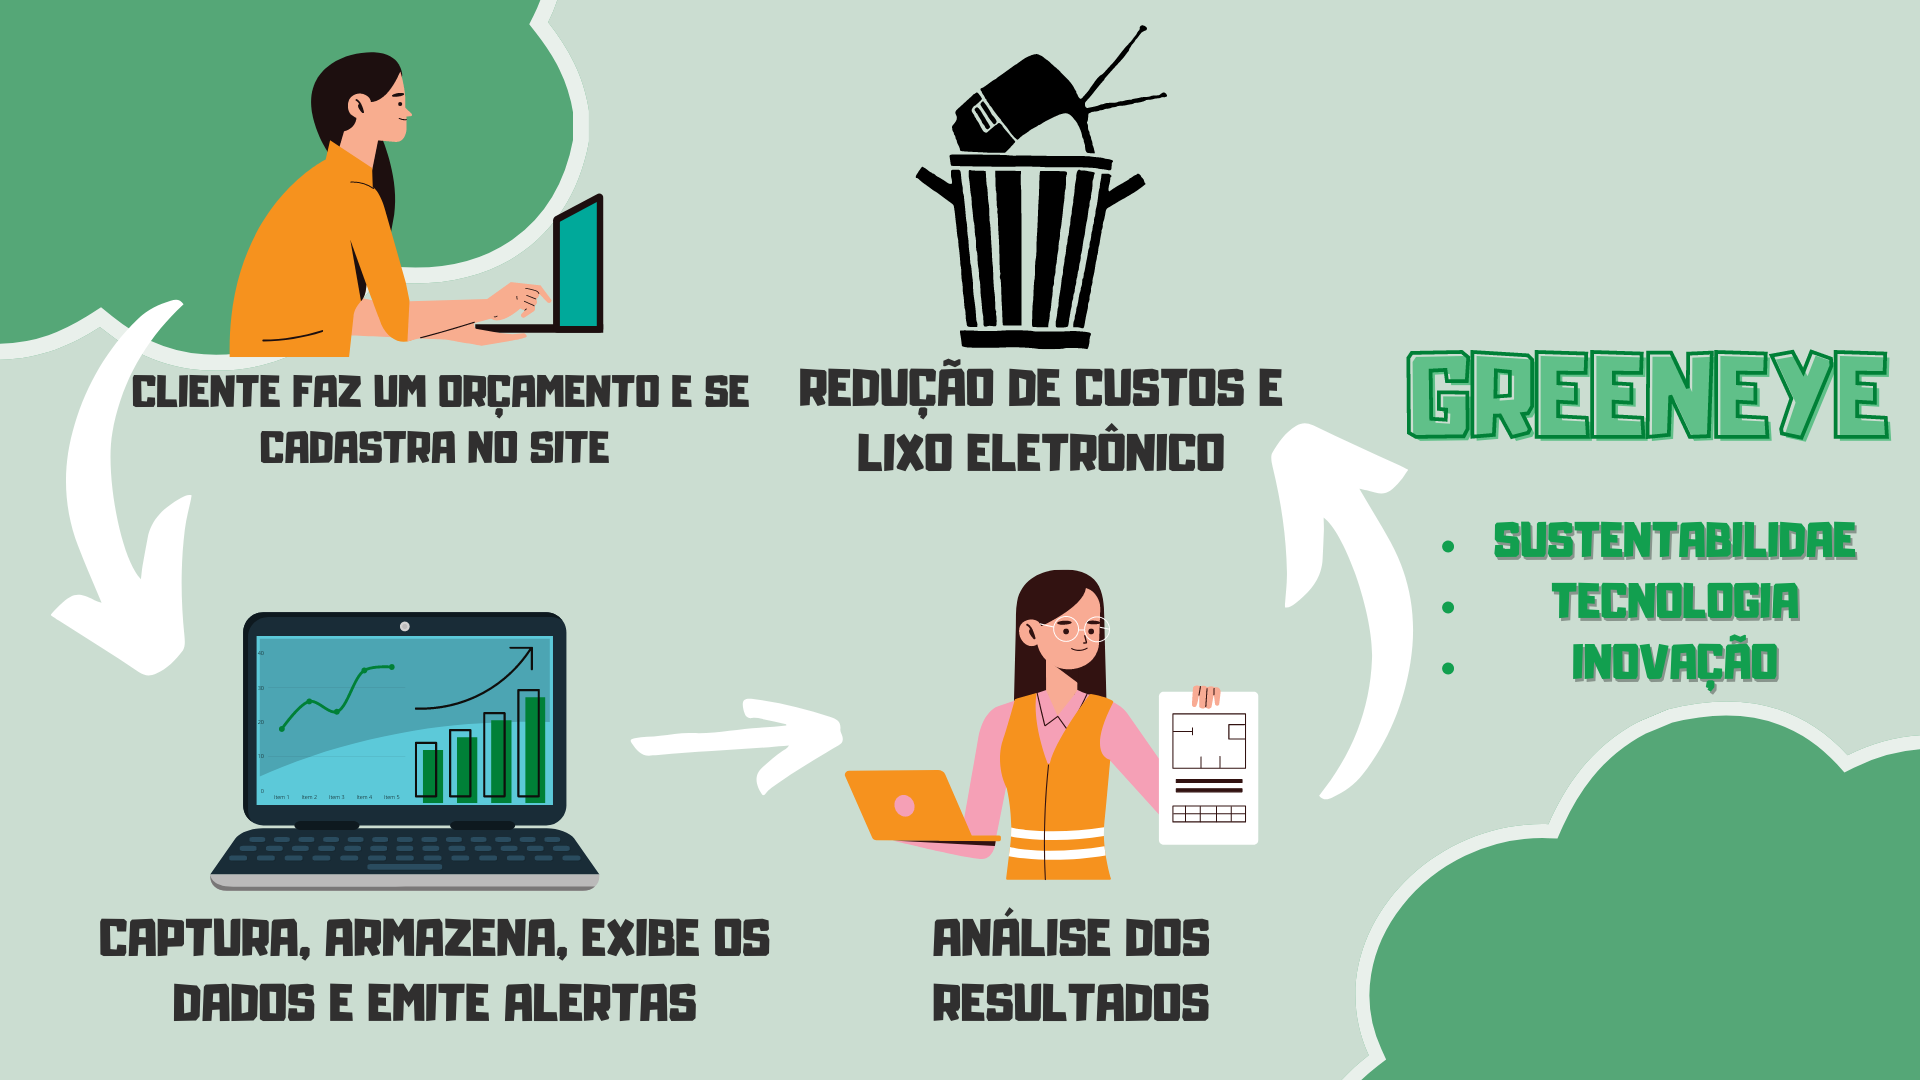 CLIENTE FAZ UM ORÇAMENTO E SE
CADASTRA NO SITE
REDUÇÃO DE CUSTOS E
LIXO ELETRÔNICO
GREENEYE
• SUSTENTABILIDAE
• TECNOLOGIA
• INOVAÇÃO
40
30
20
10
0
Item 1 Item 2 Item 3 Item 4 Item 5
CAPTURA, ARMAZENA, EXIBE OS
DADOS E EMITE ALERTAS
ANÁLISE DOS
RESULTADOS